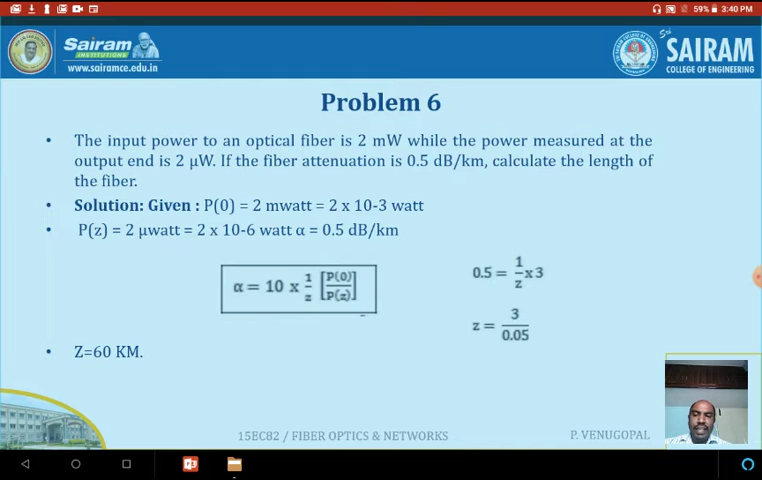 59% 3:40 PM
Sairam
INSTITUTIONS
www.sairamce.edu.in
SAIRAM
COLLEGE OF ENGINEERING
Problem 6
• The input power to an optical fiber is 2 mW while the power measured at the
output end is 2 μW. If the fiber attenuation is 0.5 dB/km, calculate the length of
the fiber.
• Solution: Given : P(0) = 2 mwatt = 2 x 10-3 watt
• P(z) = 2 μwatt = 2 x 10-6 watt α = 0.5 dB/km
α = 10 x 1/z [P(0)/P(z)]
0.5 = 1/z x 3
z = 3/0.05
• Z=60 KM.
15EC82 / FIBER OPTICS & NETWORKS
P. VENUGOPAL